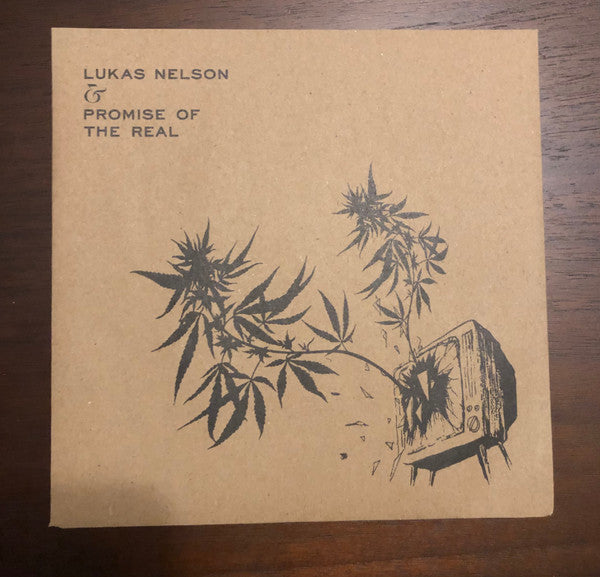 LUKAS NELSON
&
PROMISE OF
THE REAL